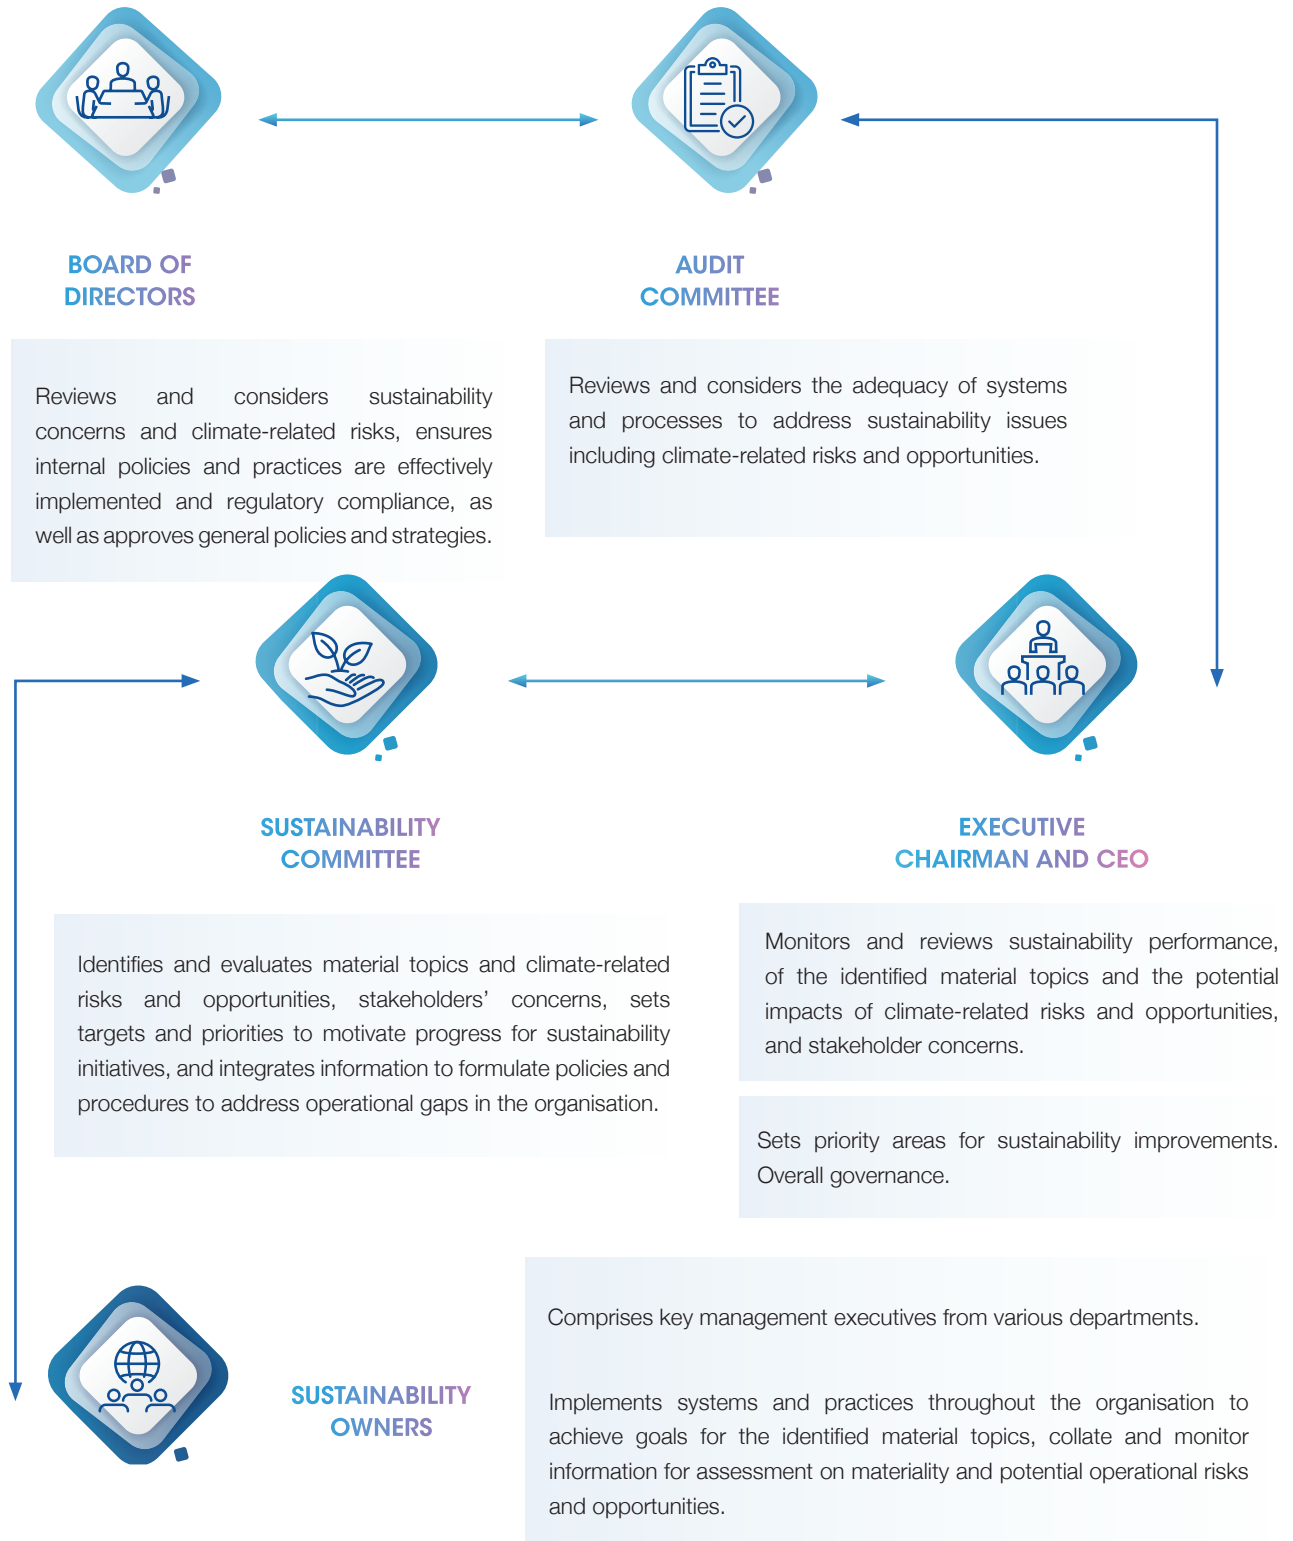 BOARD OF
DIRECTORS
Reviews and considers sustainability
concerns and climate-related risks, ensures
internal policies and practices are effectively
implemented and regulatory compliance, as
well as approves general policies and strategies.
AUDIT
COMMITTEE
Reviews and considers the adequacy of systems
and processes to address sustainability issues
including climate-related risks and opportunities.
SUSTAINABILITY
COMMITTEE
Identifies and evaluates material topics and climate-related
risks and opportunities, stakeholders’ concerns, sets
targets and priorities to motivate progress for sustainability
initiatives, and integrates information to formulate policies and
procedures to address operational gaps in the organisation.
EXECUTIVE
CHAIRMAN AND CEO
Monitors and reviews sustainability performance,
of the identified material topics and the potential
impacts of climate-related risks and opportunities,
and stakeholder concerns.
Sets priority areas for sustainability improvements.
Overall governance.
SUSTAINABILITY
OWNERS
Comprises key management executives from various departments.
Implements systems and practices throughout the organisation to
achieve goals for the identified material topics, collate and monitor
information for assessment on materiality and potential operational risks
and opportunities.